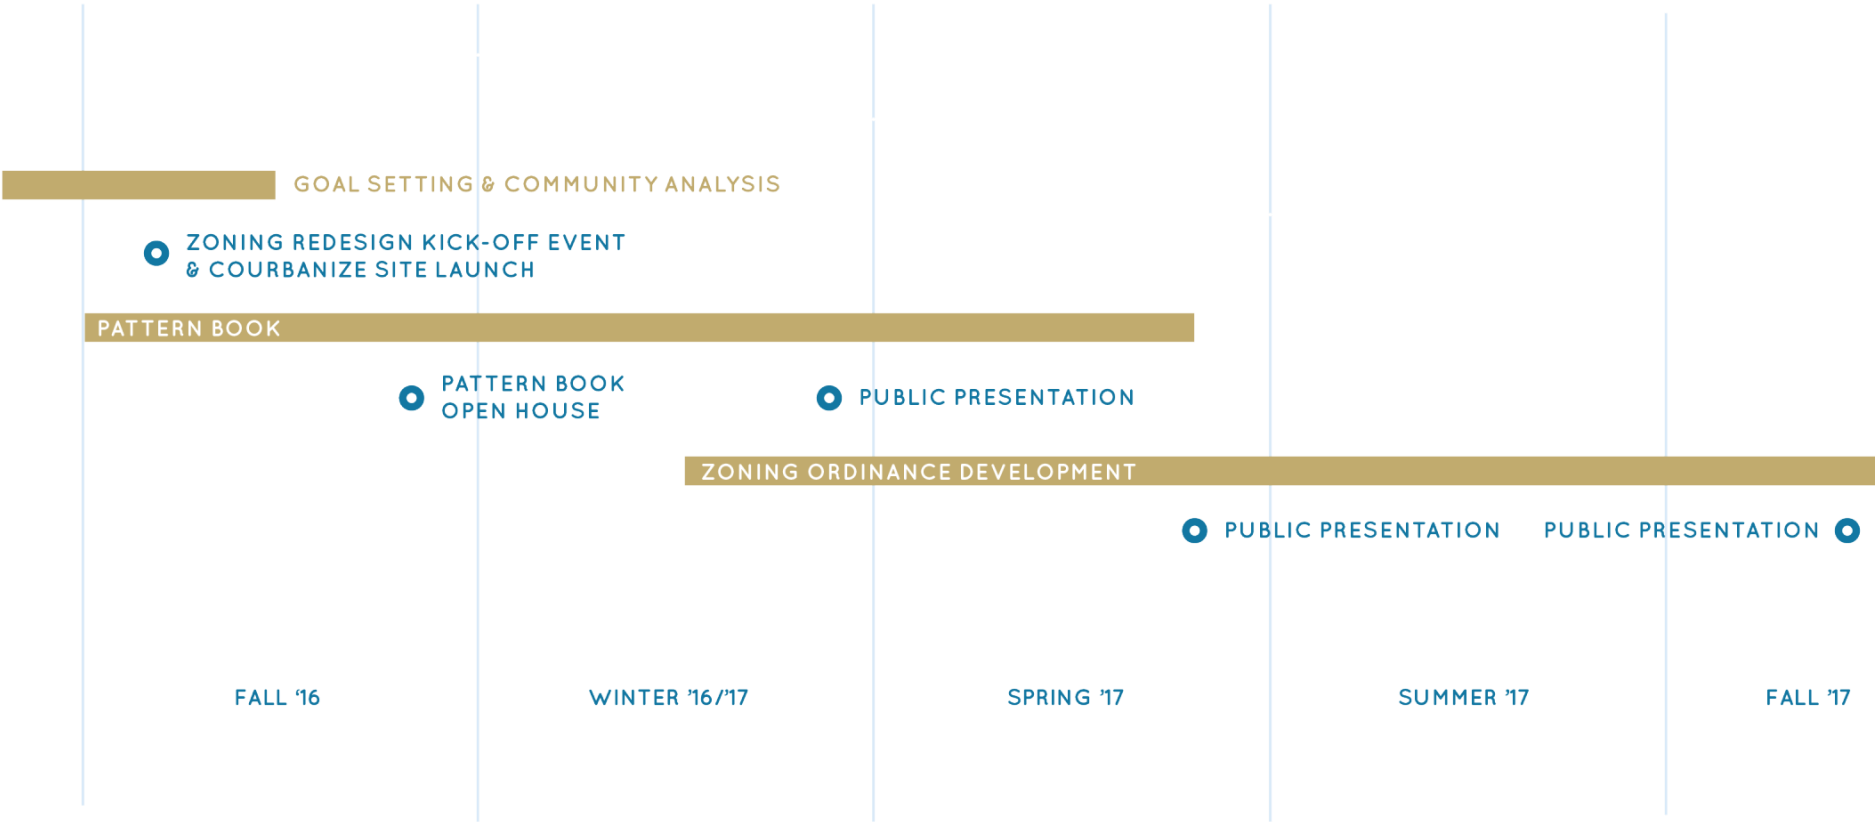 GOAL SETTING & COMMUNITY ANALYSIS
ZONING REDESIGN KICK-OFF EVENT
& COURBANIZE SITE LAUNCH
PATTERN BOOK
PATTERN BOOK
OPEN HOUSE
PUBLIC PRESENTATION
ZONING ORDINANCE DEVELOPMENT
PUBLIC PRESENTATION
PUBLIC PRESENTATION
FALL ‘16
WINTER ’16/’17
SPRING ’17
SUMMER ’17
FALL ’17